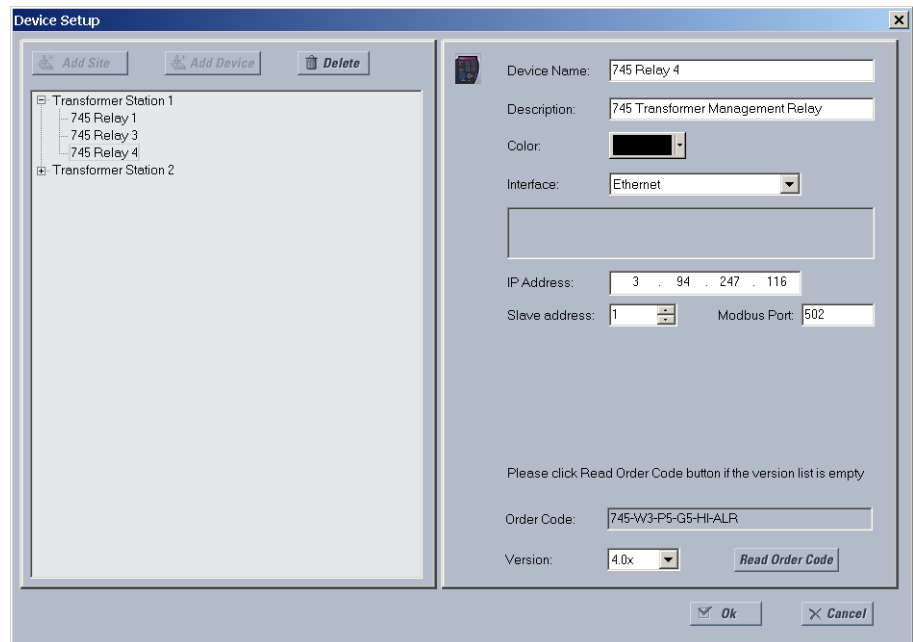 Device Setup
Add Site
Add Device
Delete
Transformer Station 1
745 Relay 1
745 Relay 3
745 Relay 4
Transformer Station 2
Device Name: 745 Relay 4
Description: 745 Transformer Management Relay
Color:
Interface: Ethernet
IP Address: 3 . 94 . 247 . 116
Slave address: 1 Modbus Port: 502
Please click Read Order Code button if the version list is empty
Order Code: 745-W3-P5-G5-HI-ALR
Version: 4.0x Read Order Code
Ok Cancel